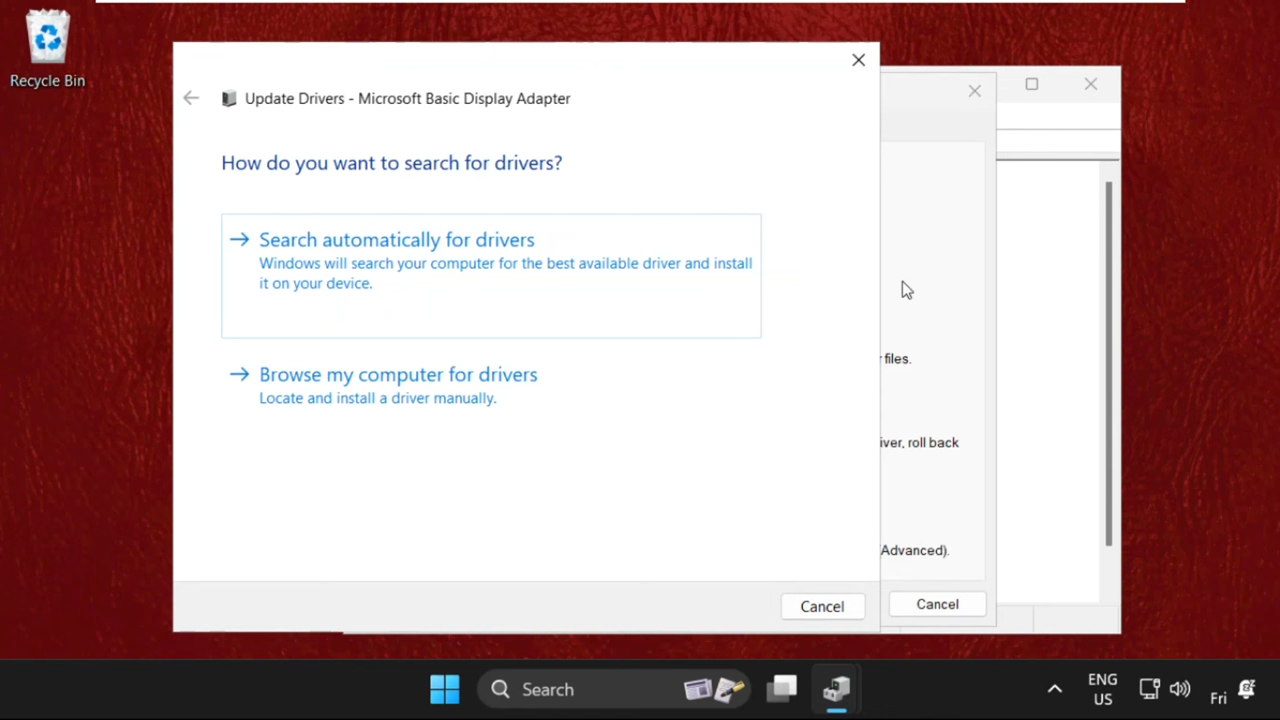 Recycle Bin
Update Drivers - Microsoft Basic Display Adapter
How do you want to search for drivers?
Search automatically for drivers
Windows will search your computer for the best available driver and install
it on your device.
Browse my computer for drivers
Locate and install a driver manually.
Cancel
files.
iver, roll back
Advanced).
Cancel
Search
ENG
US
Fri